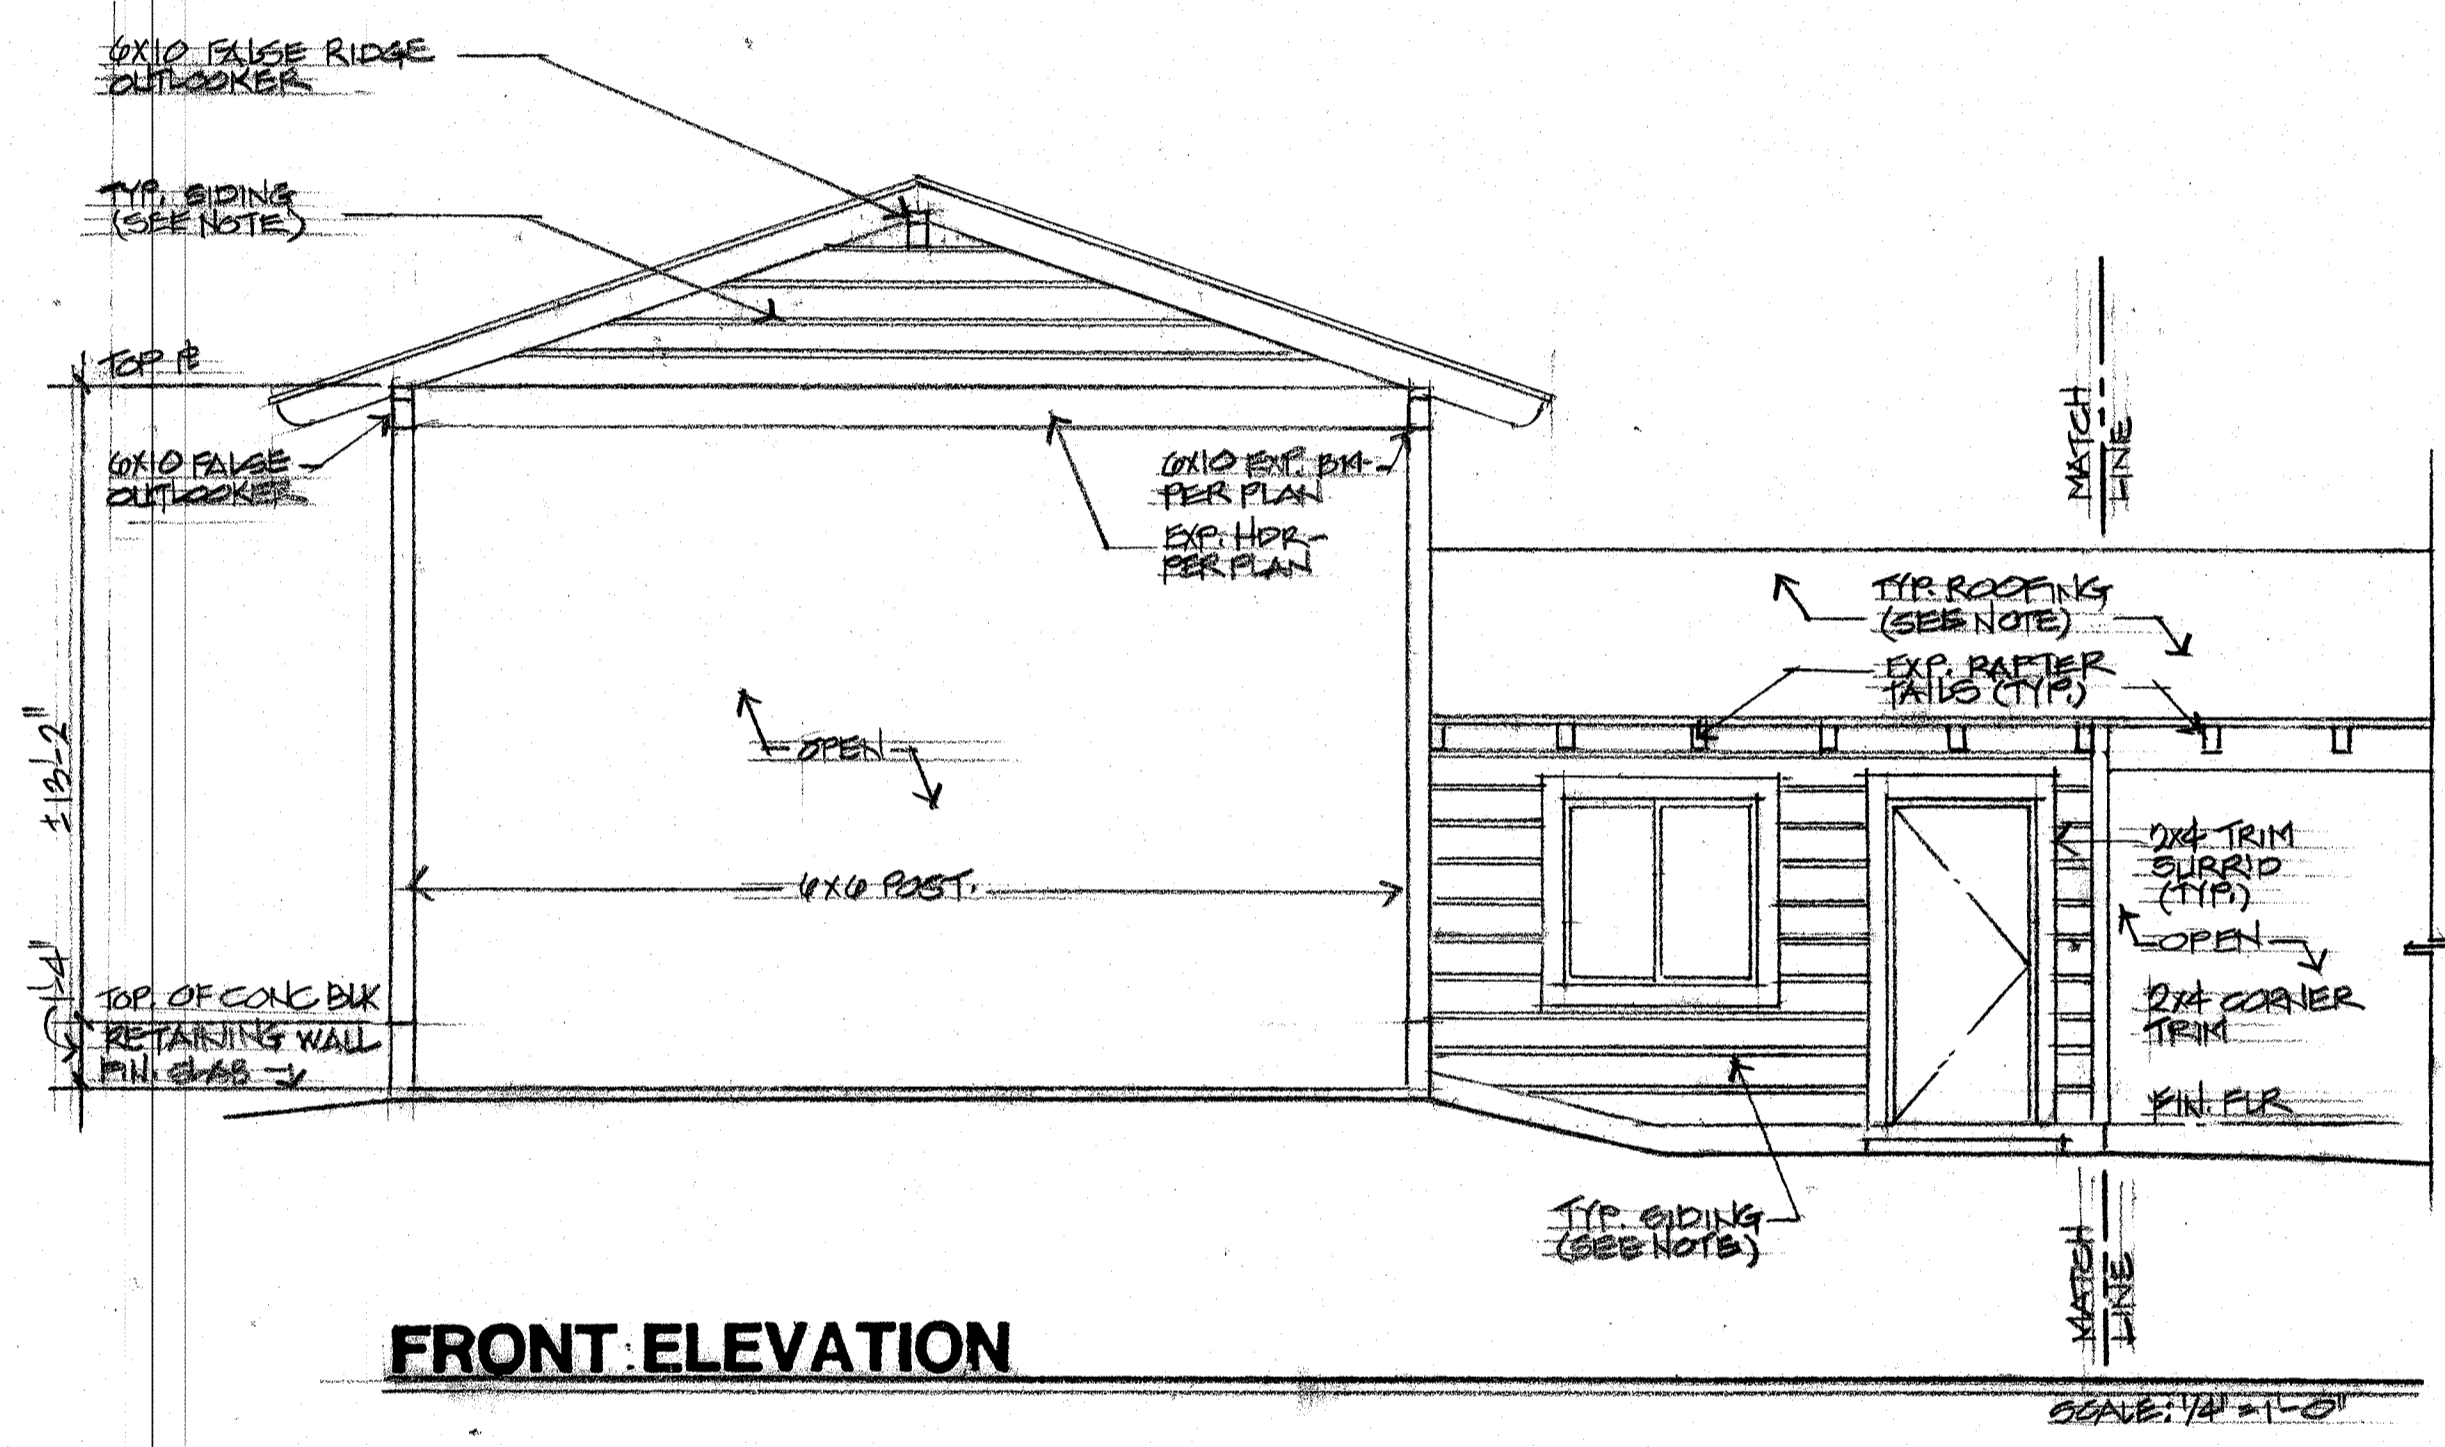 6X10 FALSE RIDGE
OUTLOOKER
TYP. SIDING
(SEE NOTE)
TOP PL
6X10 FALSE
OUTLOOKER
6X10 EXP. BM-
PER PLAN
EXP. HDR-
PER PLAN
MATCH
LINE
TYP. ROOFING
(SEE NOTE)
EXP. RAFTER
TAILS (TYP.)
±13'-2"
OPEN
2X4 TRIM
SURR'D
(TYP.)
6X6 POST.
OPEN
1'-4"
TOP. OF CONC BLK
RETAINING WALL
FIN. SLAB
2X4 CORNER
TRIM
FIN. FLR
TYP. SIDING
(SEE NOTE)
MATCH
LINE
FRONT ELEVATION
SCALE: 1/4" = 1'-0"